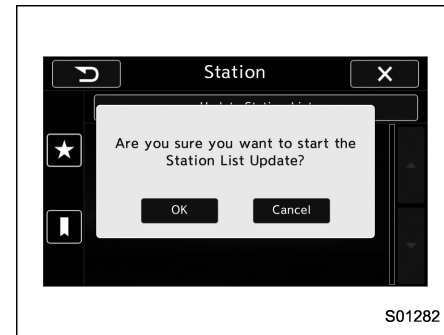 Station
Are you sure you want to start the
Station List Update?
OK
Cancel
S01282